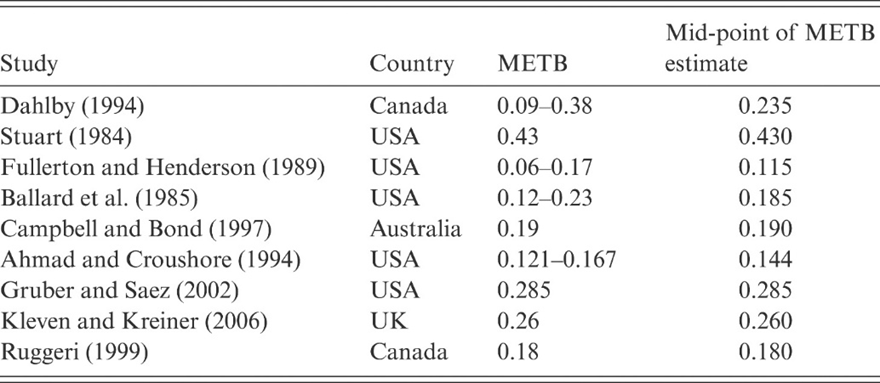 Study Country METB Mid-point of METB estimate
Dahlby (1994) Canada 0.09–0.38 0.235
Stuart (1984) USA 0.43 0.430
Fullerton and Henderson (1989) USA 0.06–0.17 0.115
Ballard et al. (1985) USA 0.12–0.23 0.185
Campbell and Bond (1997) Australia 0.19 0.190
Ahmad and Croushore (1994) USA 0.121–0.167 0.144
Gruber and Saez (2002) USA 0.285 0.285
Kleven and Kreiner (2006) UK 0.26 0.260
Ruggeri (1999) Canada 0.18 0.180